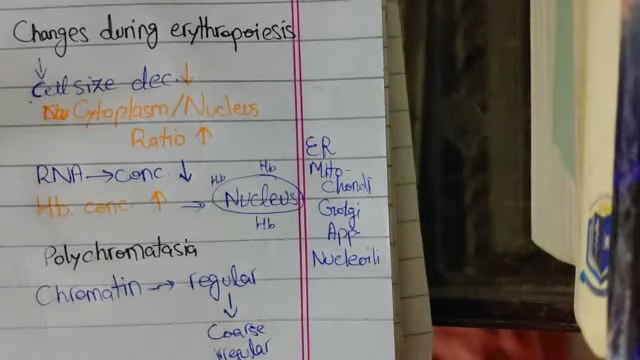 Changes during erythropoiesis
↓
Cell size dec. ↓
Cytoplasm/Nucleus
Ratio ↑
RNA → conc ↓
Hb. conc ↑ →
Hb Hb
Nucleus
Hb
Polychromatasia
Chromatin → regular
↓
Coarse
irregular
ER
Mito-
Chondi
Golgi
App
Nucleoili